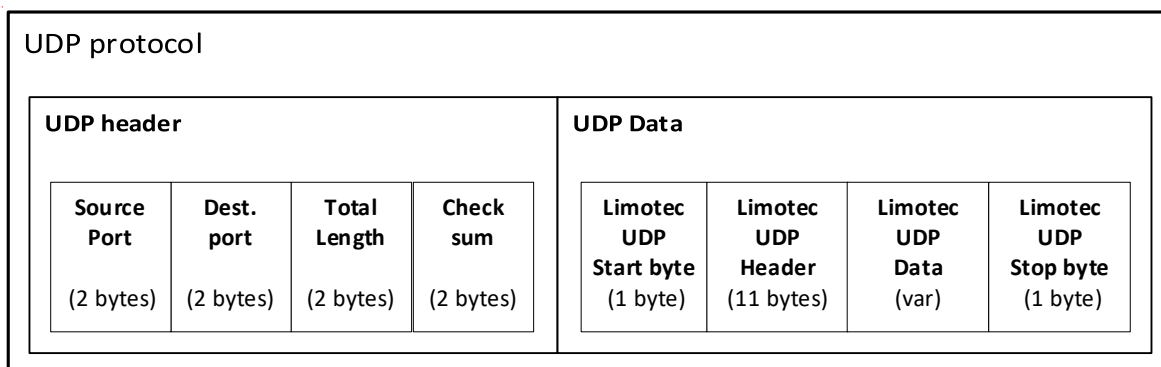 UDP protocol
UDP header
Source
Port
(2 bytes)
Dest.
port
(2 bytes)
Total
Length
(2 bytes)
Check
sum
(2 bytes)
UDP Data
Limotec
UDP
Start byte
(1 byte)
Limotec
UDP
Header
(11 bytes)
Limotec
UDP
Data
(var)
Limotec
UDP
Stop byte
(1 byte)